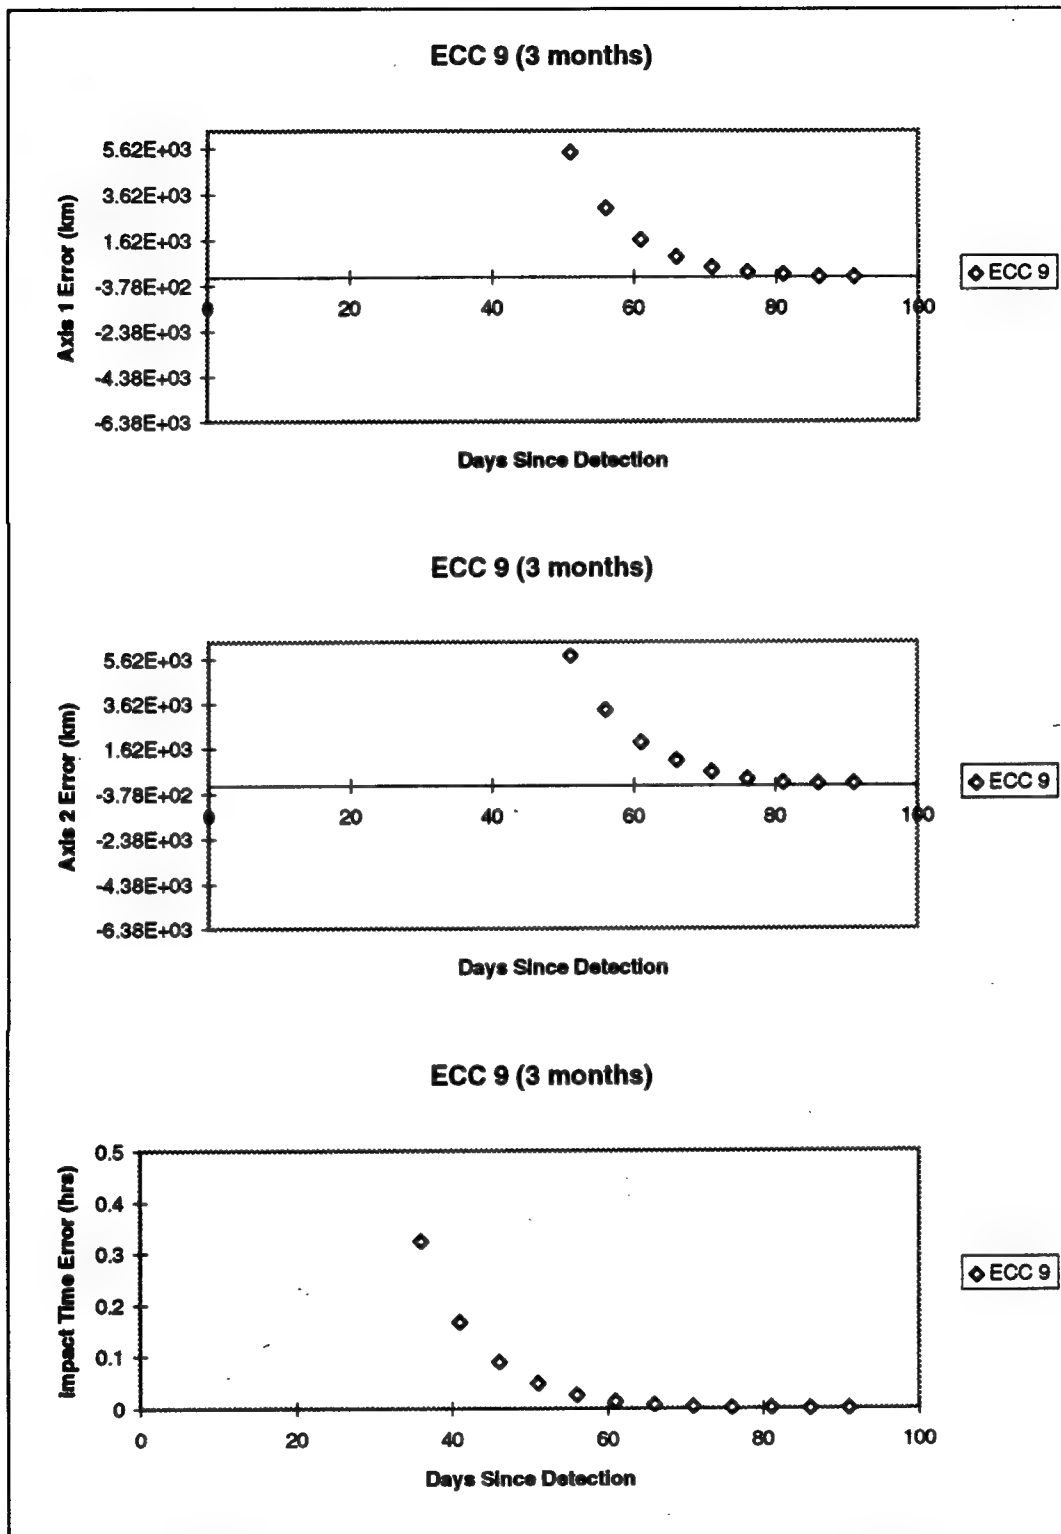 ECC 9 (3 months)
5.62E+03
3.62E+03
1.62E+03
-3.78E+02
-2.38E+03
-4.38E+03
-6.38E+03
Axis 1 Error (km)
0 20 40 60 80 100
Days Since Detection
ECC 9
ECC 9 (3 months)
5.62E+03
3.62E+03
1.62E+03
-3.78E+02
-2.38E+03
-4.38E+03
-6.38E+03
Axis 2 Error (km)
0 20 40 60 80 100
Days Since Detection
ECC 9
ECC 9 (3 months)
0.5
0.4
0.3
0.2
0.1
0
Impact Time Error (hrs)
0 20 40 60 80 100
Days Since Detection
ECC 9